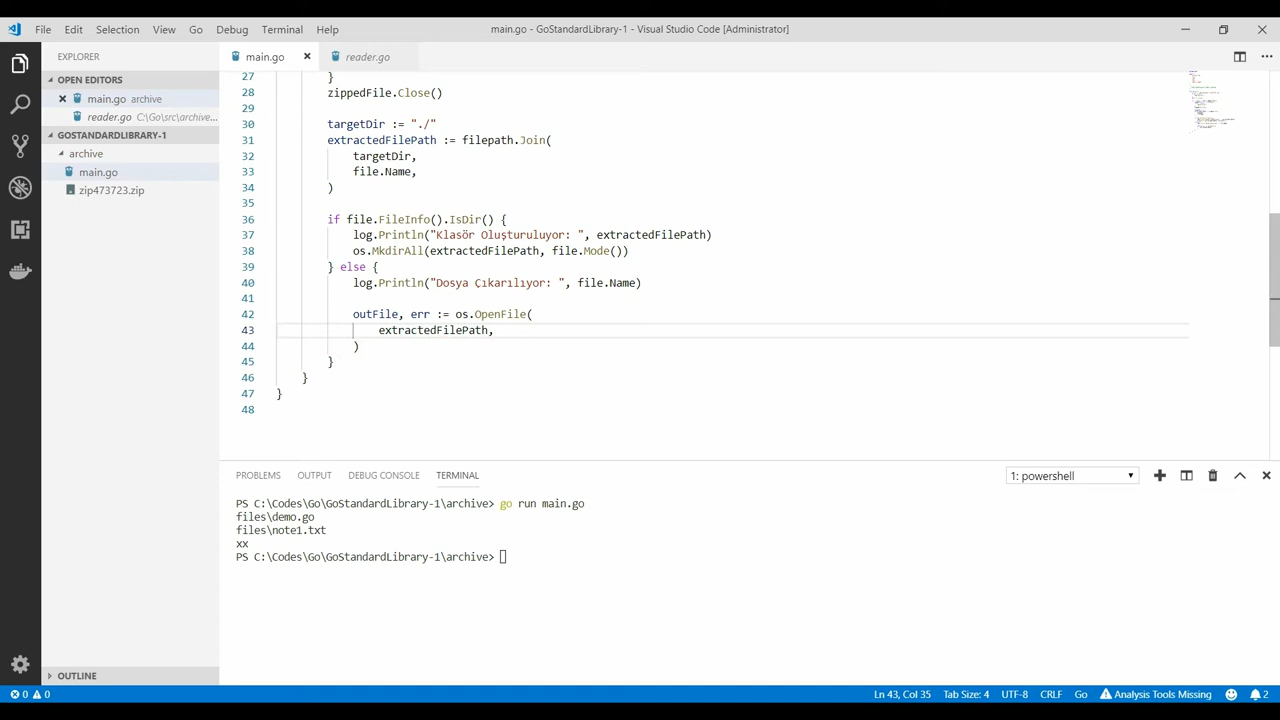 File Edit Selection View Go Debug Terminal Help
main.go - GoStandardLibrary-1 - Visual Studio Code [Administrator]
EXPLORER
OPEN EDITORS
main.go archive
reader.go C:\Go\src\archive...
GOSTANDARDLIBRARY-1
archive
main.go
zip473723.zip
OUTLINE
main.go
reader.go
27 }
28 zippedFile.Close()
29
30 targetDir := "./"
31 extractedFilePath := filepath.Join(
32 targetDir,
33 file.Name,
34 )
35
36 if file.FileInfo().IsDir() {
37 log.Println("Klasör Oluşturuluyor: ", extractedFilePath)
38 os.MkdirAll(extractedFilePath, file.Mode())
39 } else {
40 log.Println("Dosya Çıkarılıyor: ", file.Name)
41
42 outFile, err := os.OpenFile(
43 extractedFilePath,
44 )
45 }
46 }
47 }
48
PROBLEMS OUTPUT DEBUG CONSOLE TERMINAL
1: powershell
PS C:\Codes\Go\GoStandardLibrary-1\archive> go run main.go
files\demo.go
files\note1.txt
xx
PS C:\Codes\Go\GoStandardLibrary-1\archive>
0 0
Ln 43, Col 35 Tab Size: 4 UTF-8 CRLF Go Analysis Tools Missing 2